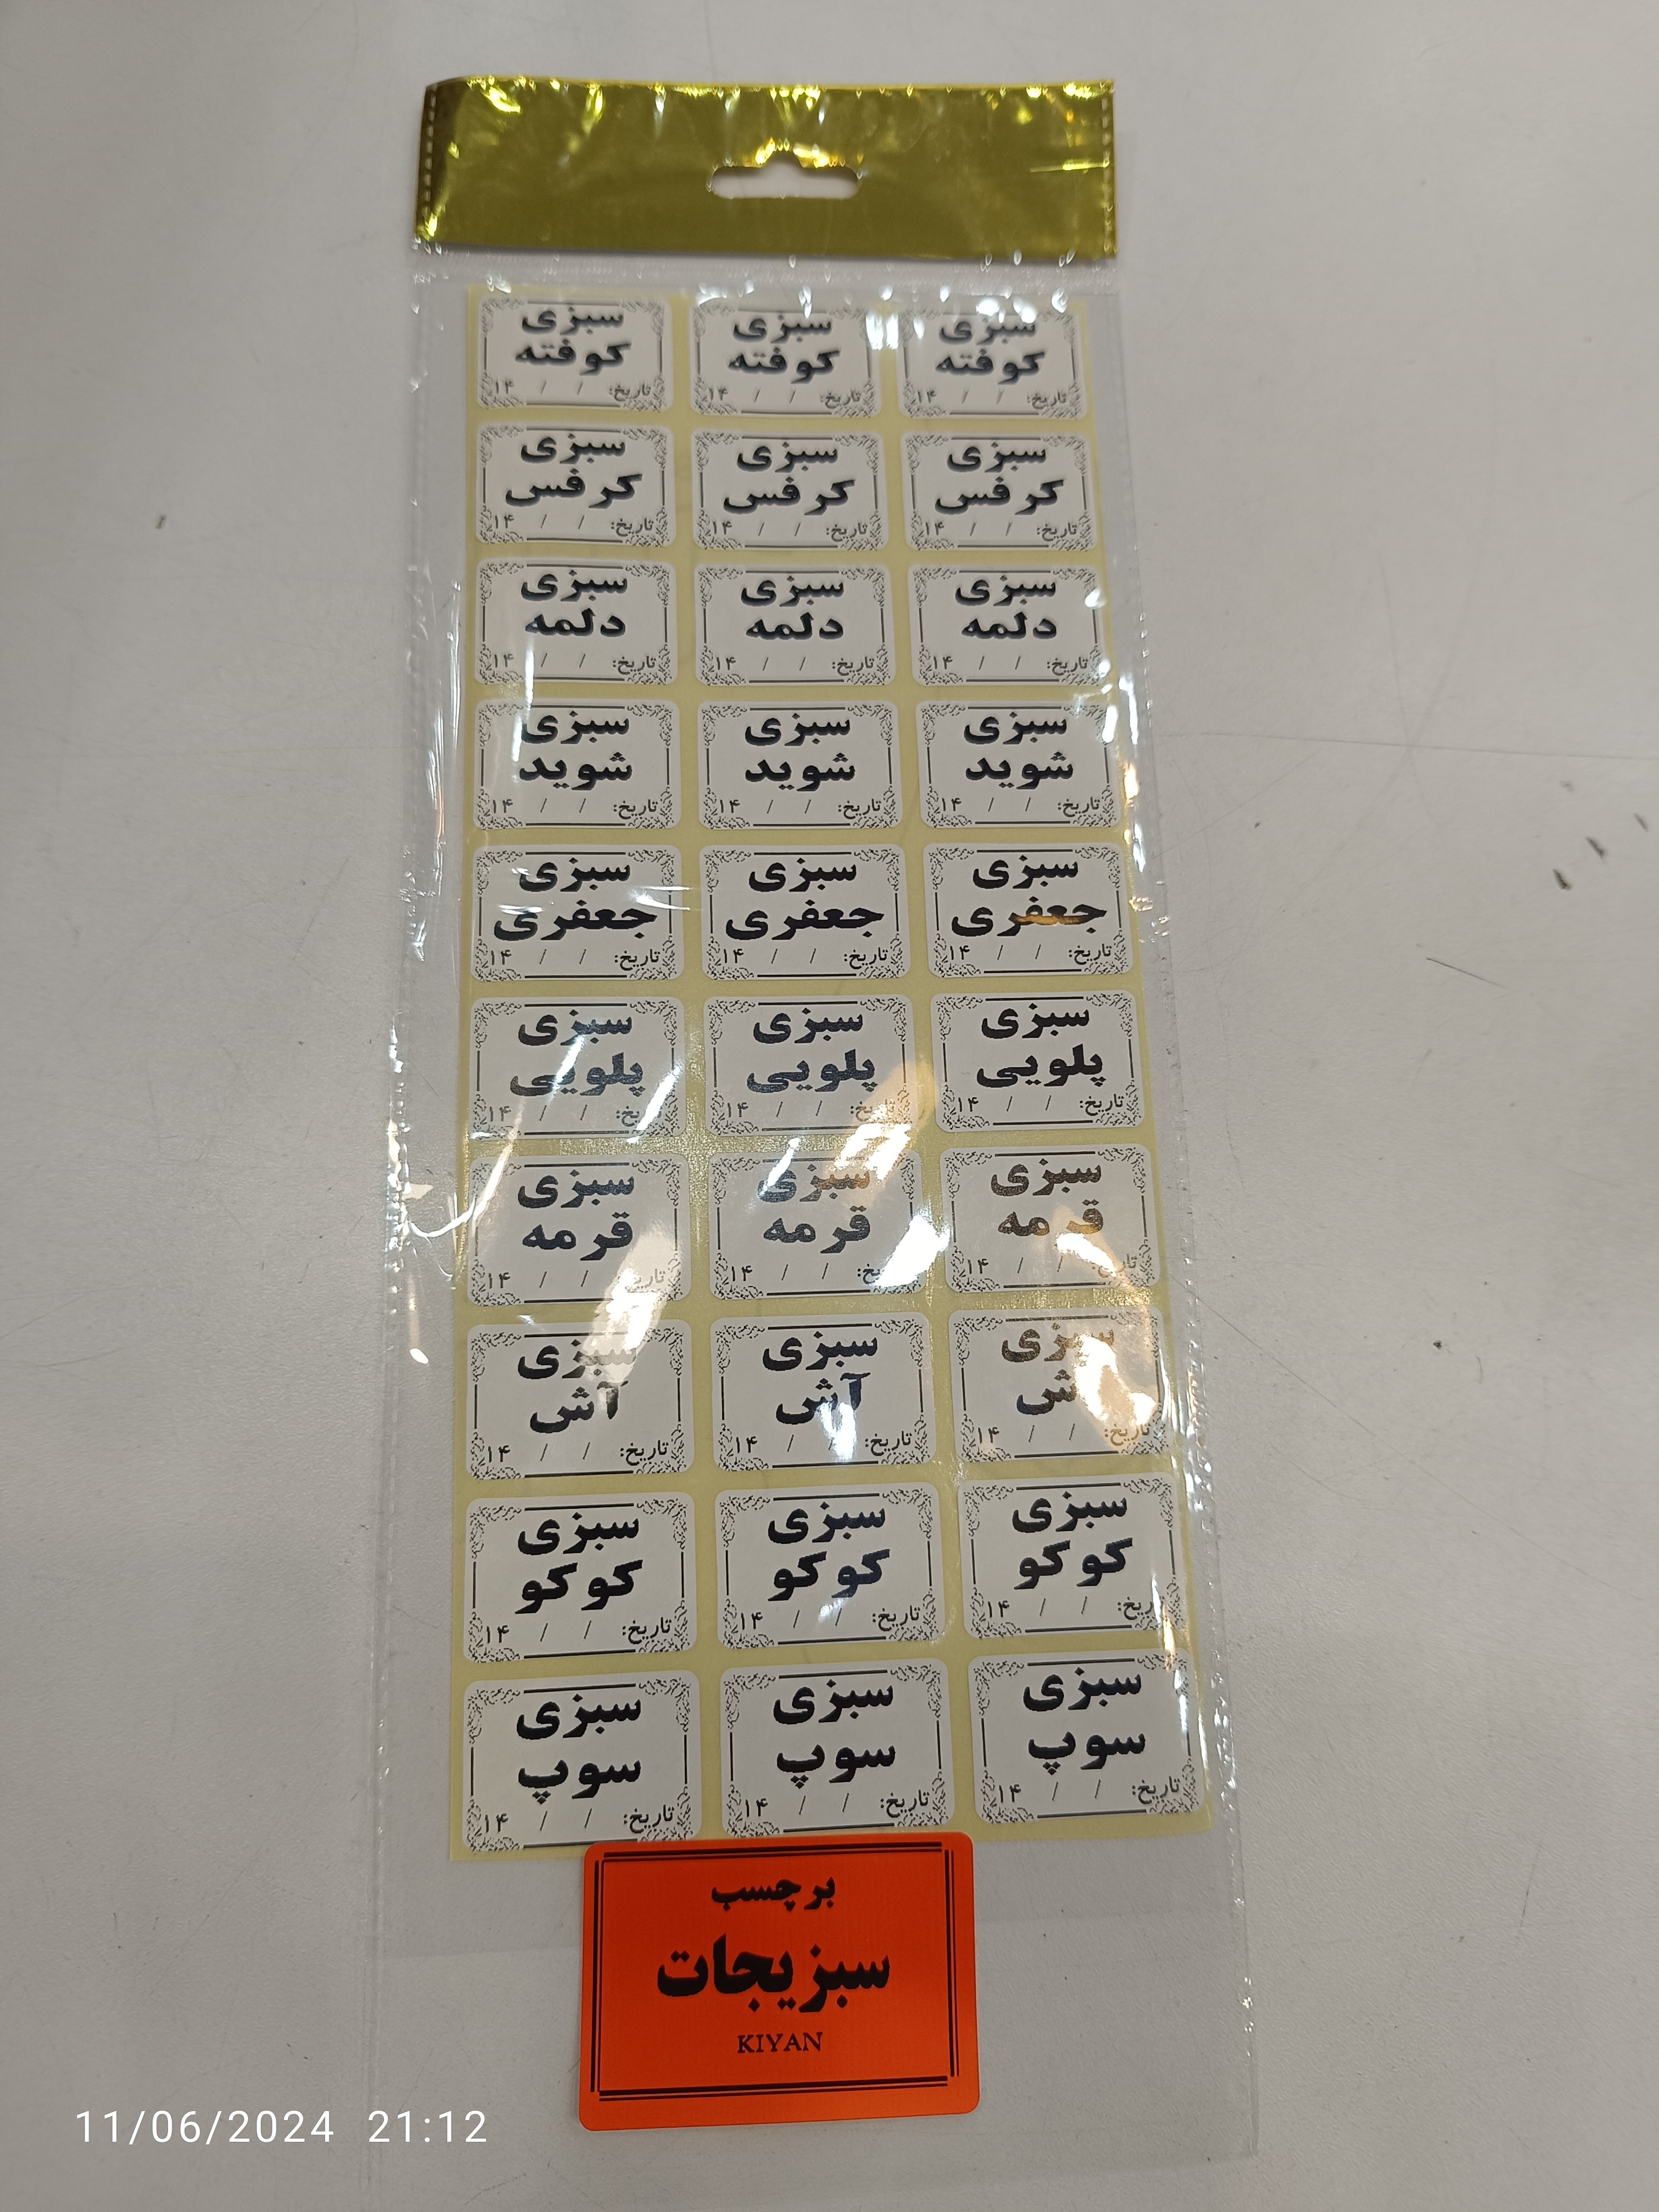 سبزی کوفته تاریخ: / / ۱۴
سبزی کوفته تاریخ: / / ۱۴
سبزی کوفته تاریخ: / / ۱۴
سبزی کرفس تاریخ: / / ۱۴
سبزی کرفس تاریخ: / / ۱۴
سبزی کرفس تاریخ: / / ۱۴
سبزی دلمه تاریخ: / / ۱۴
سبزی دلمه تاریخ: / / ۱۴
سبزی دلمه تاریخ: / / ۱۴
سبزی شوید تاریخ: / / ۱۴
سبزی شوید تاریخ: / / ۱۴
سبزی شوید تاریخ: / / ۱۴
سبزی جعفری تاریخ: / / ۱۴
سبزی جعفری تاریخ: / / ۱۴
سبزی جعفری تاریخ: / / ۱۴
سبزی پلویی تاریخ: / / ۱۴
سبزی پلویی تاریخ: / / ۱۴
سبزی پلویی تاریخ: / / ۱۴
سبزی قرمه تاریخ: / / ۱۴
سبزی قرمه تاریخ: / / ۱۴
سبزی قرمه تاریخ: / / ۱۴
سبزی آش تاریخ: / / ۱۴
سبزی آش تاریخ: / / ۱۴
سبزی آش تاریخ: / / ۱۴
سبزی کوکو تاریخ: / / ۱۴
سبزی کوکو تاریخ: / / ۱۴
سبزی کوکو تاریخ: / / ۱۴
سبزی سوپ تاریخ: / / ۱۴
سبزی سوپ تاریخ: / / ۱۴
سبزی سوپ تاریخ: / / ۱۴
برچسب
سبزیجات
KIYAN
11/06/2024 21:12